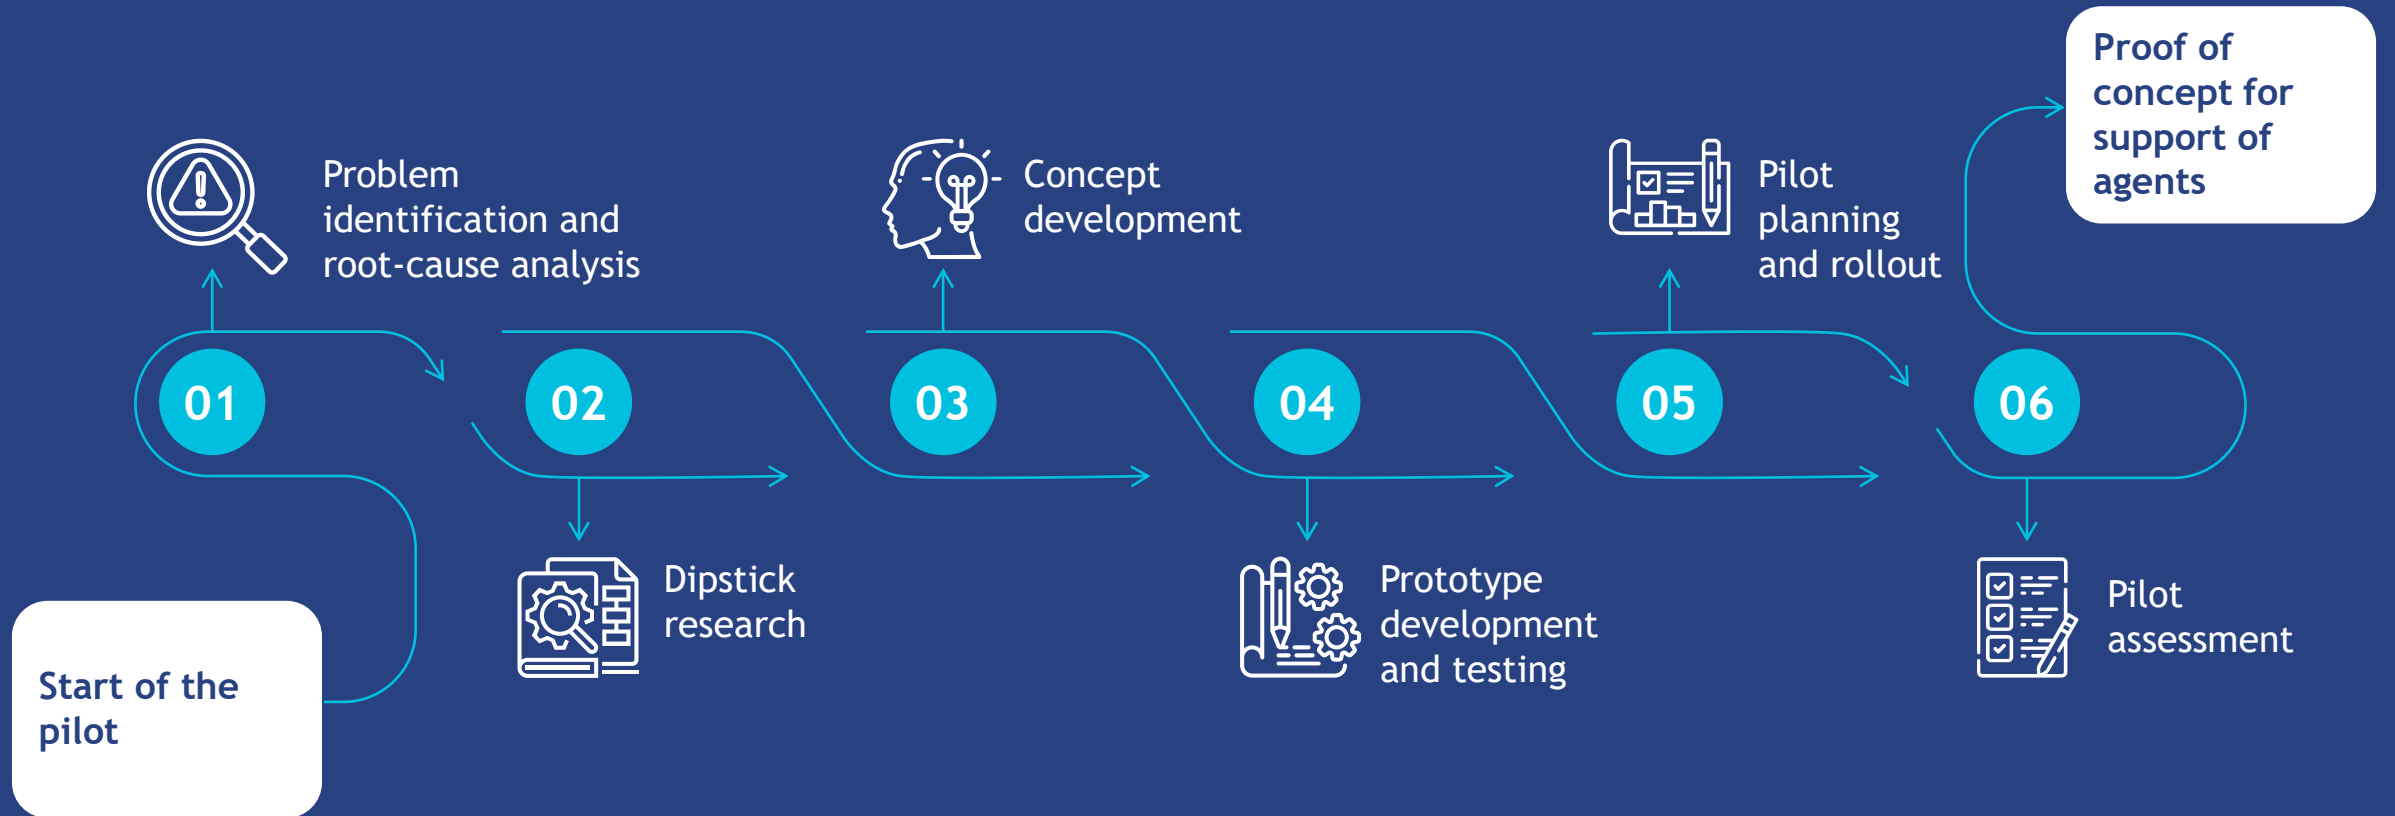 Start of the
pilot
01
Problem
identification and
root-cause analysis
02
Dipstick
research
03
Concept
development
04
Prototype
development
and testing
05
Pilot
planning
and rollout
06
Pilot
assessment
Proof of
concept for
support of
agents